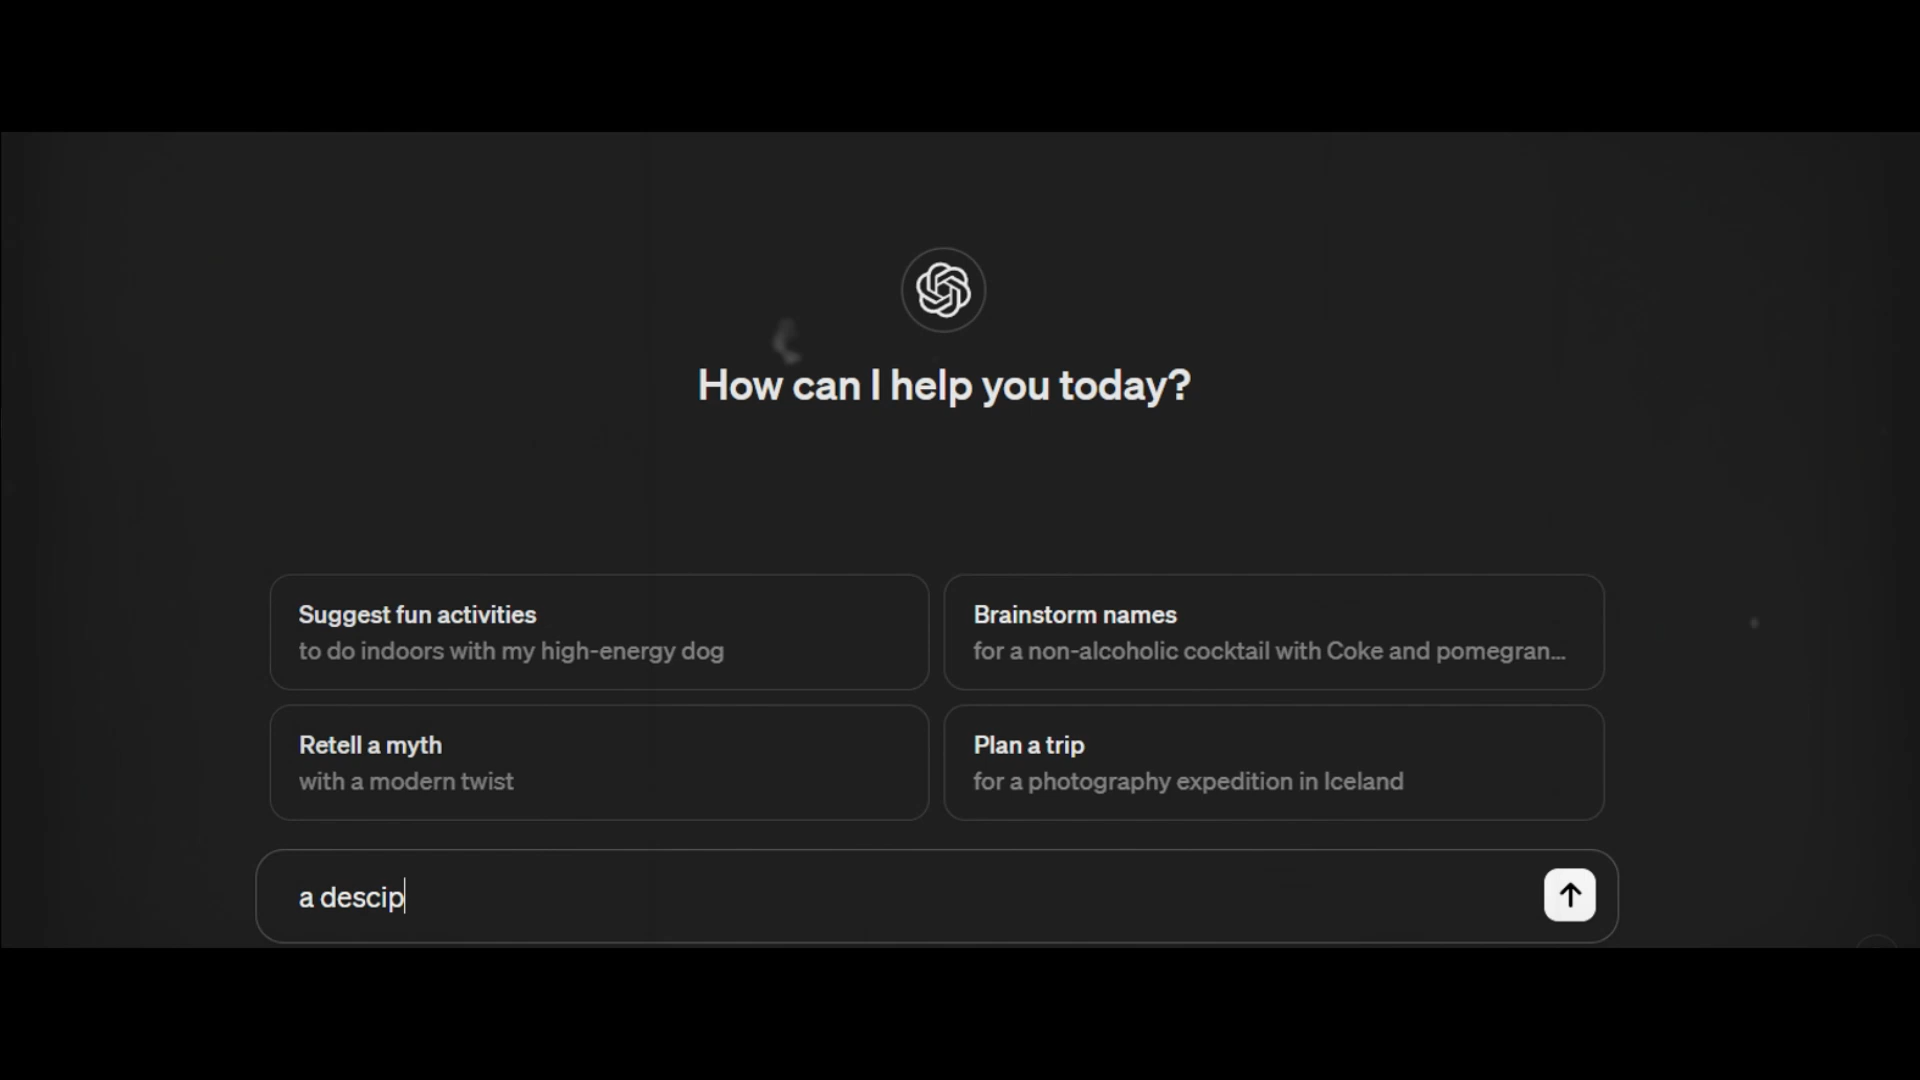 How can I help you today?
Suggest fun activities
to do indoors with my high-energy dog
Brainstorm names
for a non-alcoholic cocktail with Coke and pomegran...
Retell a myth
with a modern twist
Plan a trip
for a photography expedition in Iceland
a descip